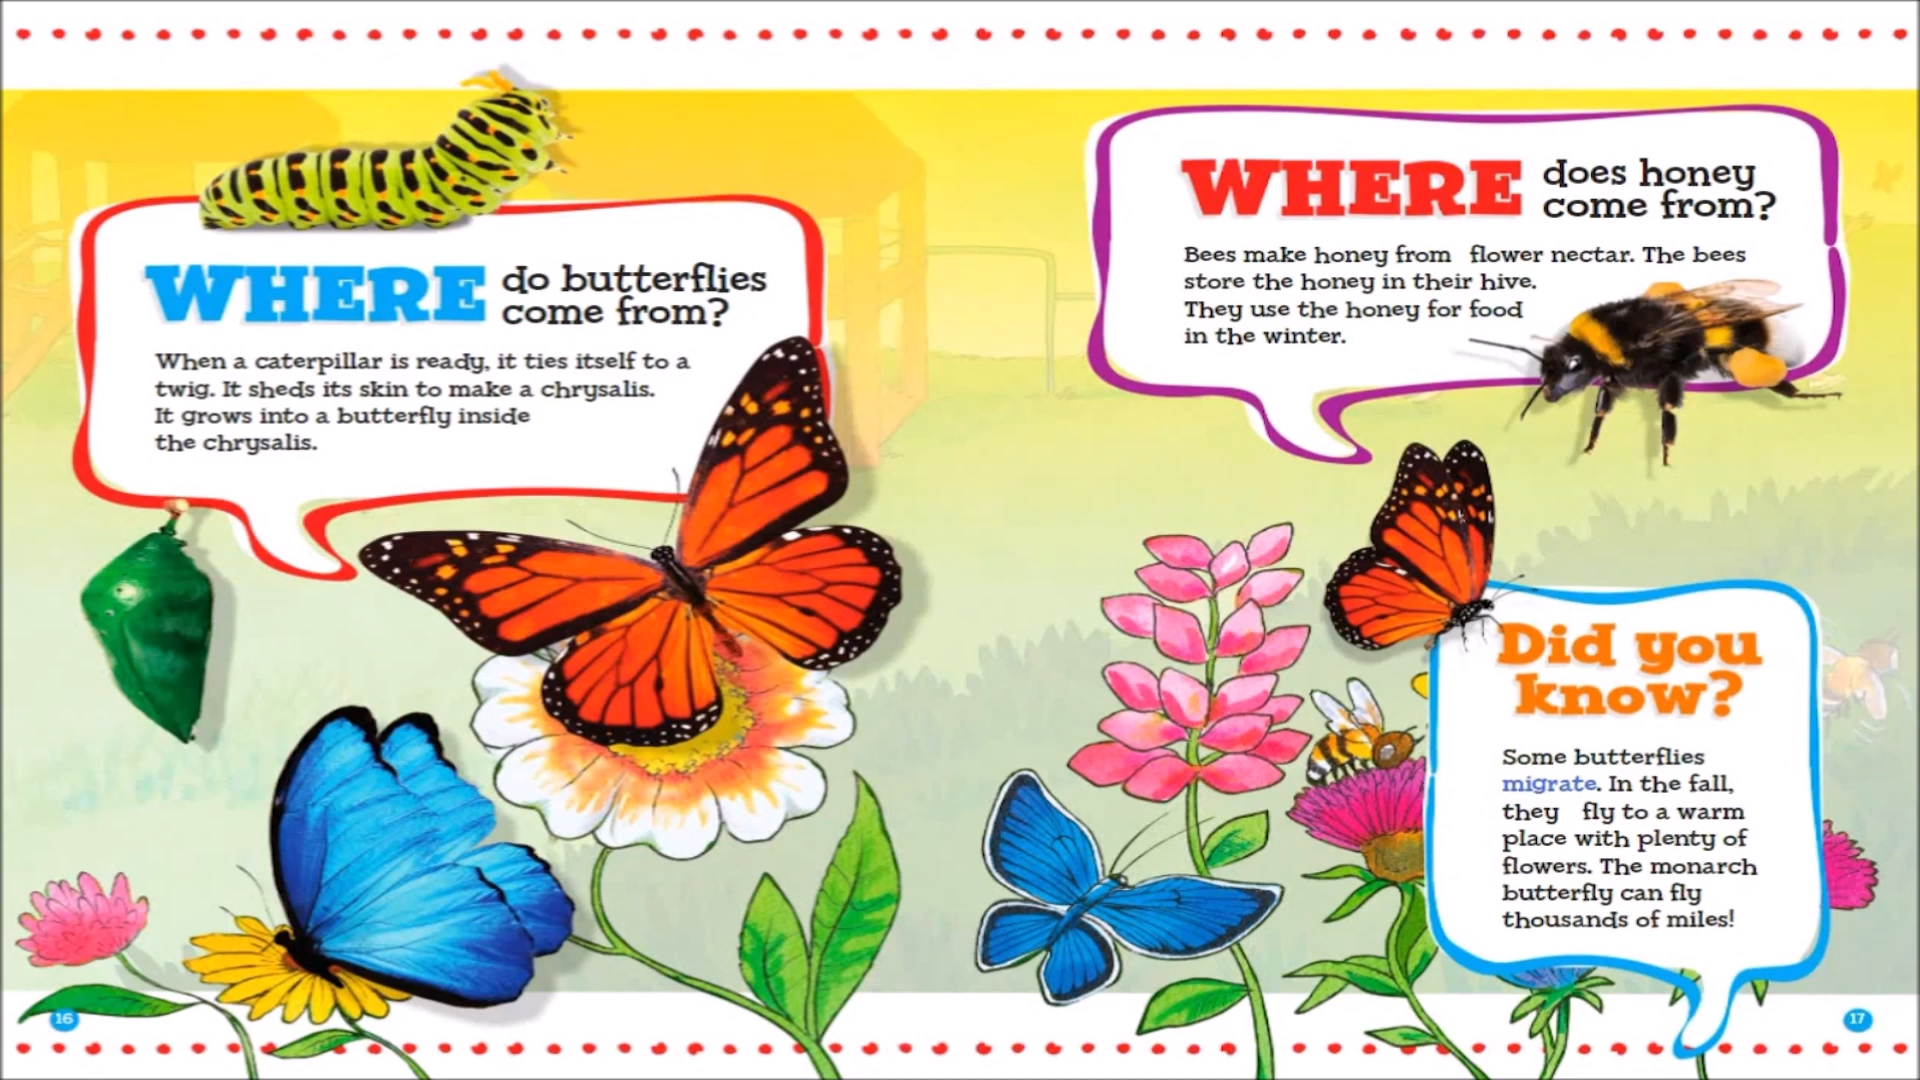 WHERE do butterflies
come from?
When a caterpillar is ready, it ties itself to a
twig. It sheds its skin to make a chrysalis.
It grows into a butterfly inside
the chrysalis.
16
WHERE does honey
come from?
Bees make honey from flower nectar. The bees
store the honey in their hive.
They use the honey for food
in the winter.
Did you
know?
Some butterflies
migrate. In the fall,
they fly to a warm
place with plenty of
flowers. The monarch
butterfly can fly
thousands of miles!
17